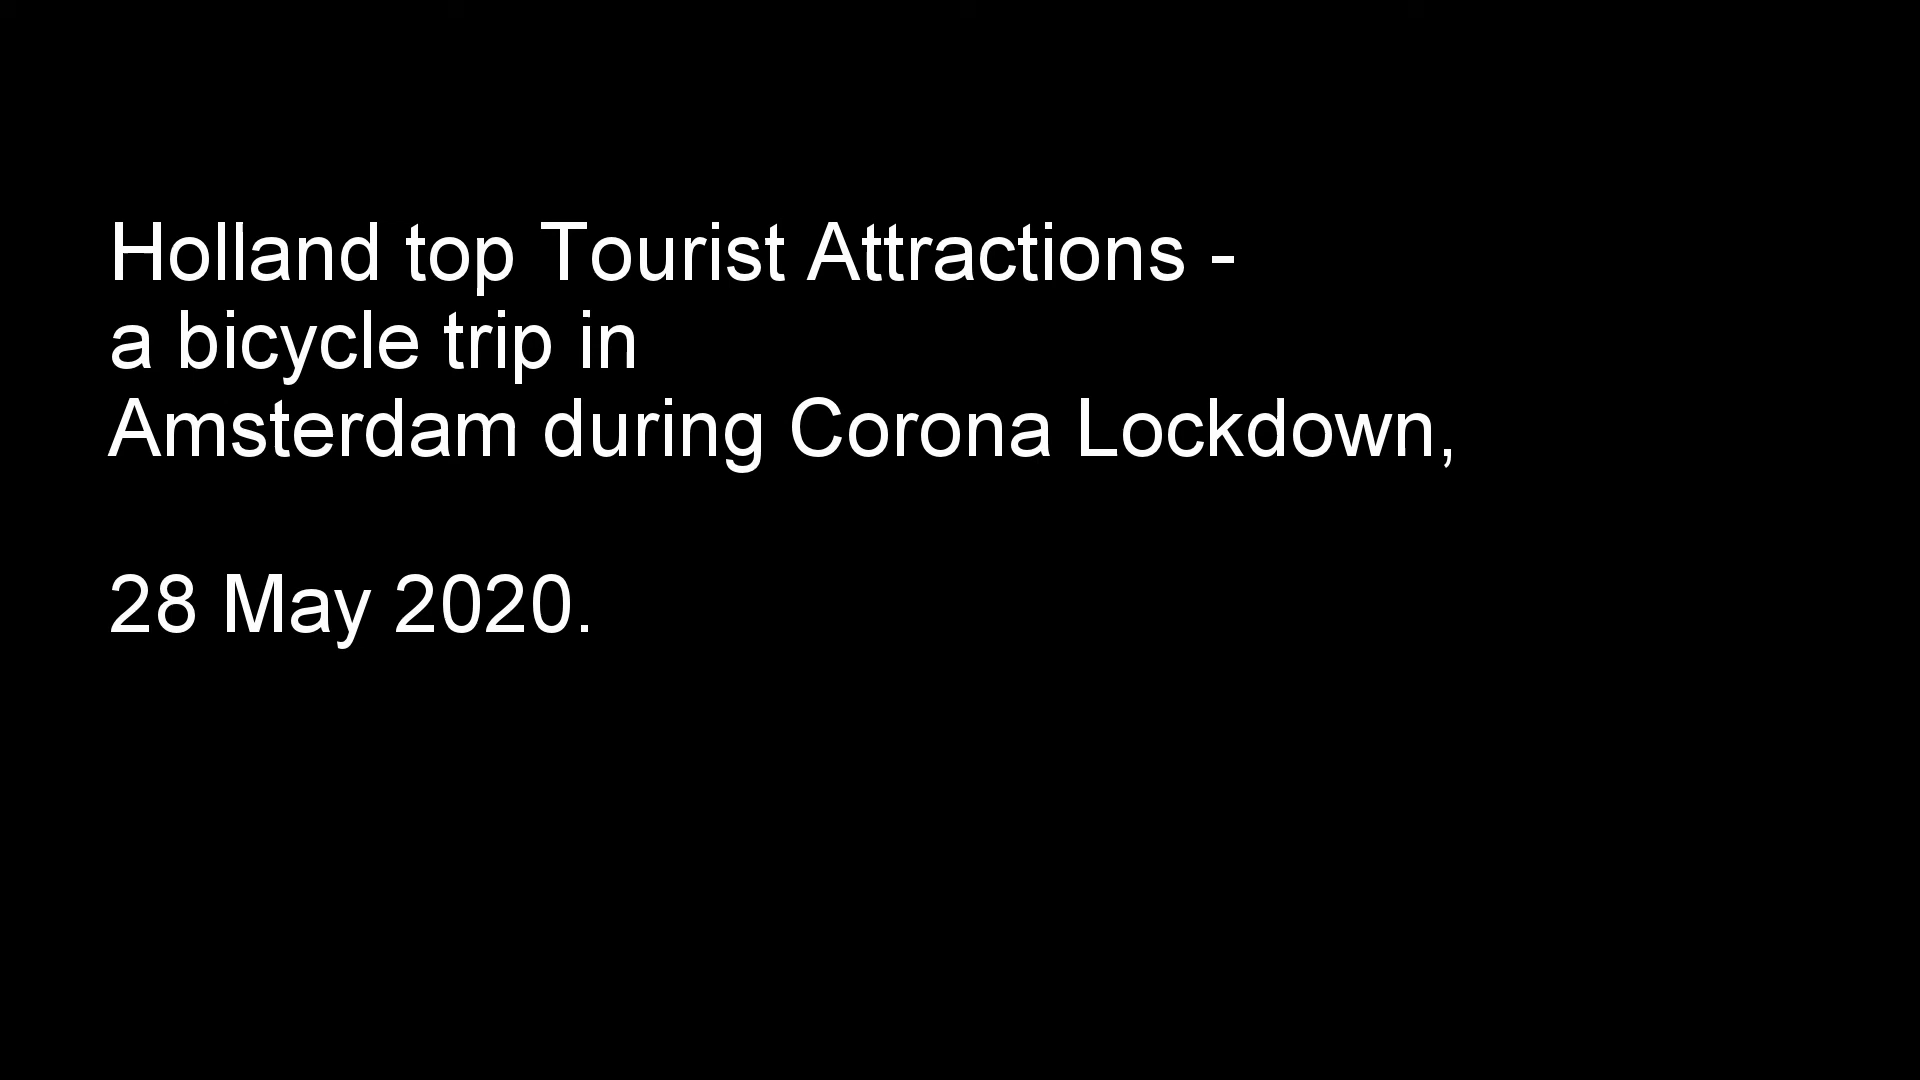 Holland top Tourist Attractions -
a bicycle trip in
Amsterdam during Corona Lockdown,
28 May 2020.